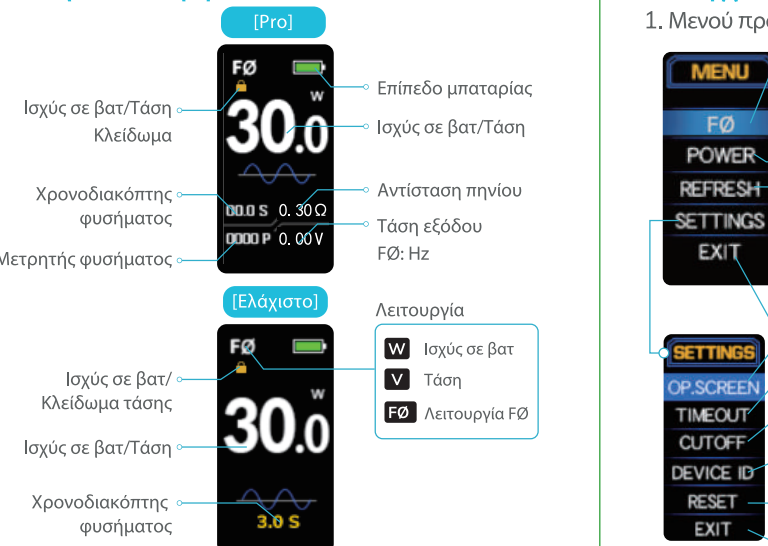 [Pro]
FØ
W
30.0
00.0 S 0.30Ω
0000 P 0.00V
Ισχύς σε βατ/Τάση
Κλείδωμα
Χρονοδιακόπτης
φυσήματος
Μετρητής φυσήματος
Επίπεδο μπαταρίας
Ισχύς σε βατ/Τάση
Αντίσταση πηνίου
Τάση εξόδου
FØ: Hz
[Ελάχιστο]
FØ
W
30.0
3.0 S
Ισχύς σε βατ/
Κλείδωμα τάσης
Ισχύς σε βατ/Τάση
Χρονοδιακόπτης
φυσήματος
Λειτουργία
W Ισχύς σε βατ
V Τάση
FØ Λειτουργία FØ
1. Μενού
MENU
FØ
POWER
REFRESH
SETTINGS
EXIT
SETTINGS
OP.SCREEN
TIMEOUT
CUTOFF
DEVICE ID
RESET
EXIT